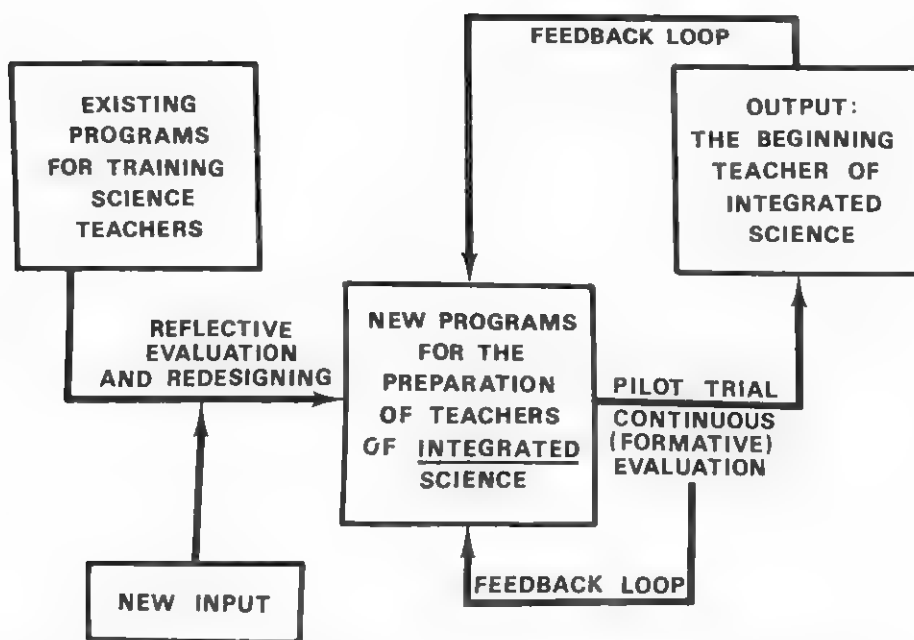 FEEDBACK LOOP
EXISTING
PROGRAMS
FOR TRAINING
SCIENCE
TEACHERS
OUTPUT:
THE BEGINNING
TEACHER OF
INTEGRATED
SCIENCE
REFLECTIVE
EVALUATION
AND REDESIGNING
NEW PROGRAMS
FOR THE
PREPARATION
OF TEACHERS
OF INTEGRATED
SCIENCE
PILOT TRIAL
CONTINUOUS
(FORMATIVE)
EVALUATION
NEW INPUT
FEEDBACK LOOP